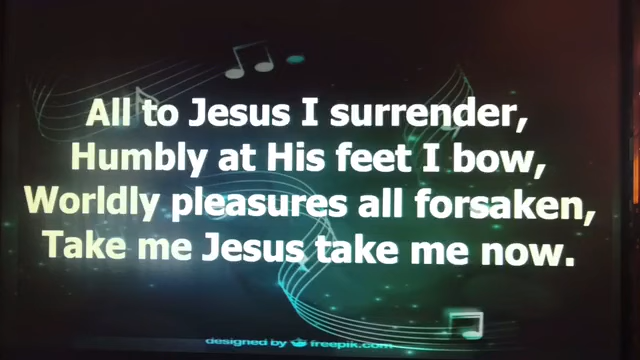 All to Jesus I surrender,
Humbly at His feet I bow,
Worldly pleasures all forsaken,
Take me Jesus take me now.
designed by freepik.com